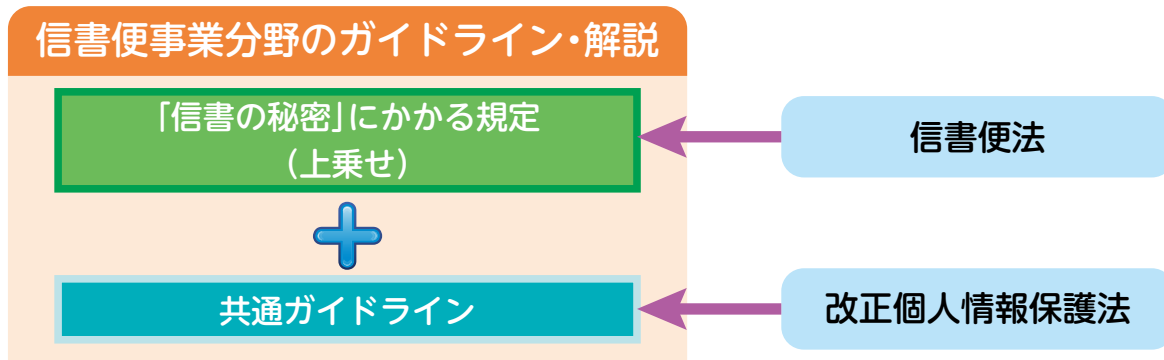 信書便事業分野のガイドライン・解説
「信書の秘密」にかかる規定
（上乗せ）
信書便法
共通ガイドライン
改正個人情報保護法